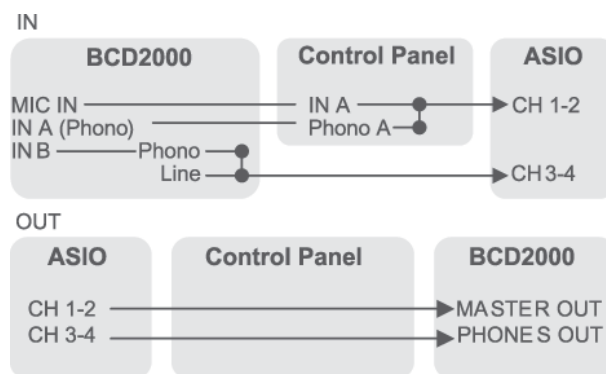 IN
BCD2000 Control Panel ASIO
MIC IN IN A CH 1-2
IN A (Phono) Phono A
IN B Phono
Line CH 3-4
OUT
ASIO Control Panel BCD2000
CH 1-2 MASTER OUT
CH 3-4 PHONES OUT